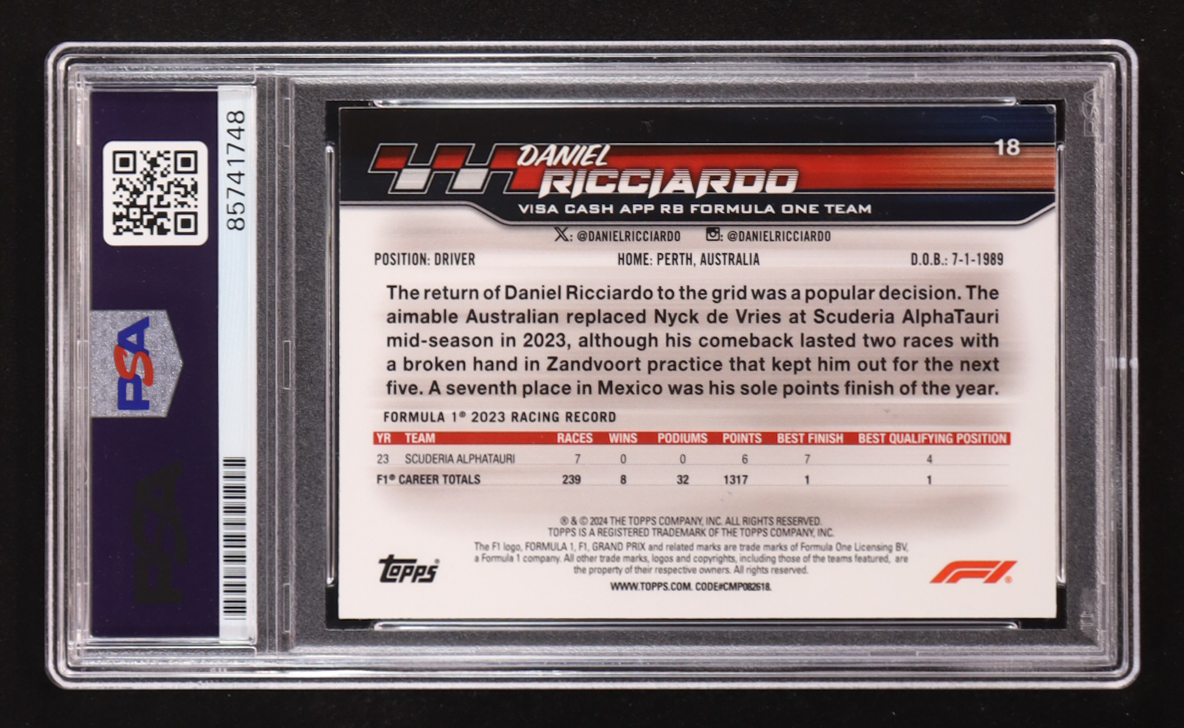 85741748
PSA
PSA
18
DANIEL
RICCIARDO
VISA CASH APP RB FORMULA ONE TEAM
X: @DANIELRICCIARDO : @DANIELRICCIARDO
POSITION: DRIVER HOME: PERTH, AUSTRALIA D.O.B.: 7-1-1989
The return of Daniel Ricciardo to the grid was a popular decision. The
aimable Australian replaced Nyck de Vries at Scuderia AlphaTauri
mid-season in 2023, although his comeback lasted two races with
a broken hand in Zandvoort practice that kept him out for the next
five. A seventh place in Mexico was his sole points finish of the year.
FORMULA 1® 2023 RACING RECORD
YR TEAM RACES WINS PODIUMS POINTS BEST FINISH BEST QUALIFYING POSITION
23 SCUDERIA ALPHATAURI 7 0 0 6 7 4
F1® CAREER TOTALS 239 8 32 1317 1 1
® & © 2024 THE TOPPS COMPANY, INC. ALL RIGHTS RESERVED.
TOPPS IS A REGISTERED TRADEMARK OF THE TOPPS COMPANY, INC.
The F1 logo, FORMULA 1, F1, GRAND PRIX and related marks are trade marks of Formula One Licensing BV,
a Formula 1 company. All other trade marks, logos and copyrights, including those of the teams featured, are
the property of their respective owners. All rights reserved.
WWW.TOPPS.COM. CODE#CMP082618.
Topps®
F1®